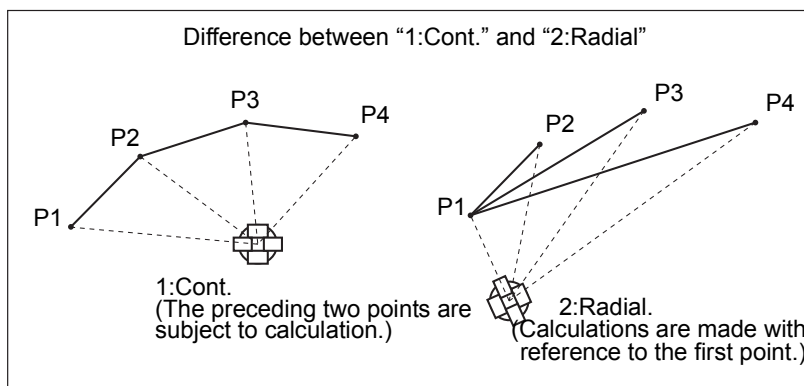 Difference between “1:Cont.” and “2:Radial”
P1
P2
P3
P4
1:Cont.
(The preceding two points are
subject to calculation.)
P1
P2
P3
P4
2:Radial.
(Calculations are made with
reference to the first point.)